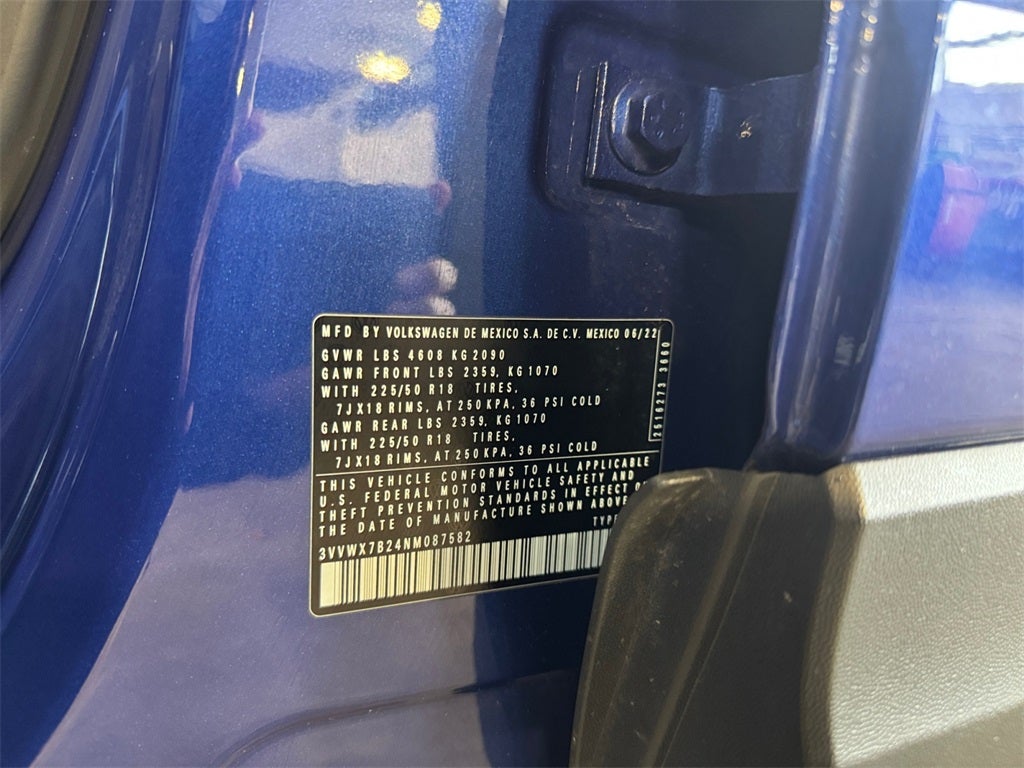 MFD BY VOLKSWAGEN DE MEXICO S.A. DE C.V. MEXICO 06/22
GVWR LBS 4608 KG 2090
GAWR FRONT LBS 2359, KG 1070
WITH 225/50 R18 TIRES,
7JX18 RIMS, AT 250 KPA, 36 PSI COLD
GAWR REAR LBS 2359, KG 1070
WITH 225/50 R18 TIRES,
7JX18 RIMS, AT 250 KPA, 36 PSI COLD
2516273 3660
THIS VEHICLE CONFORMS TO ALL APPLICABLE
U.S. FEDERAL MOTOR VEHICLE SAFETY AND
THEFT PREVENTION STANDARDS IN EFFECT
THE DATE OF MANUFACTURE SHOWN ABOVE
3VVWX7B24NM087582 TYPE